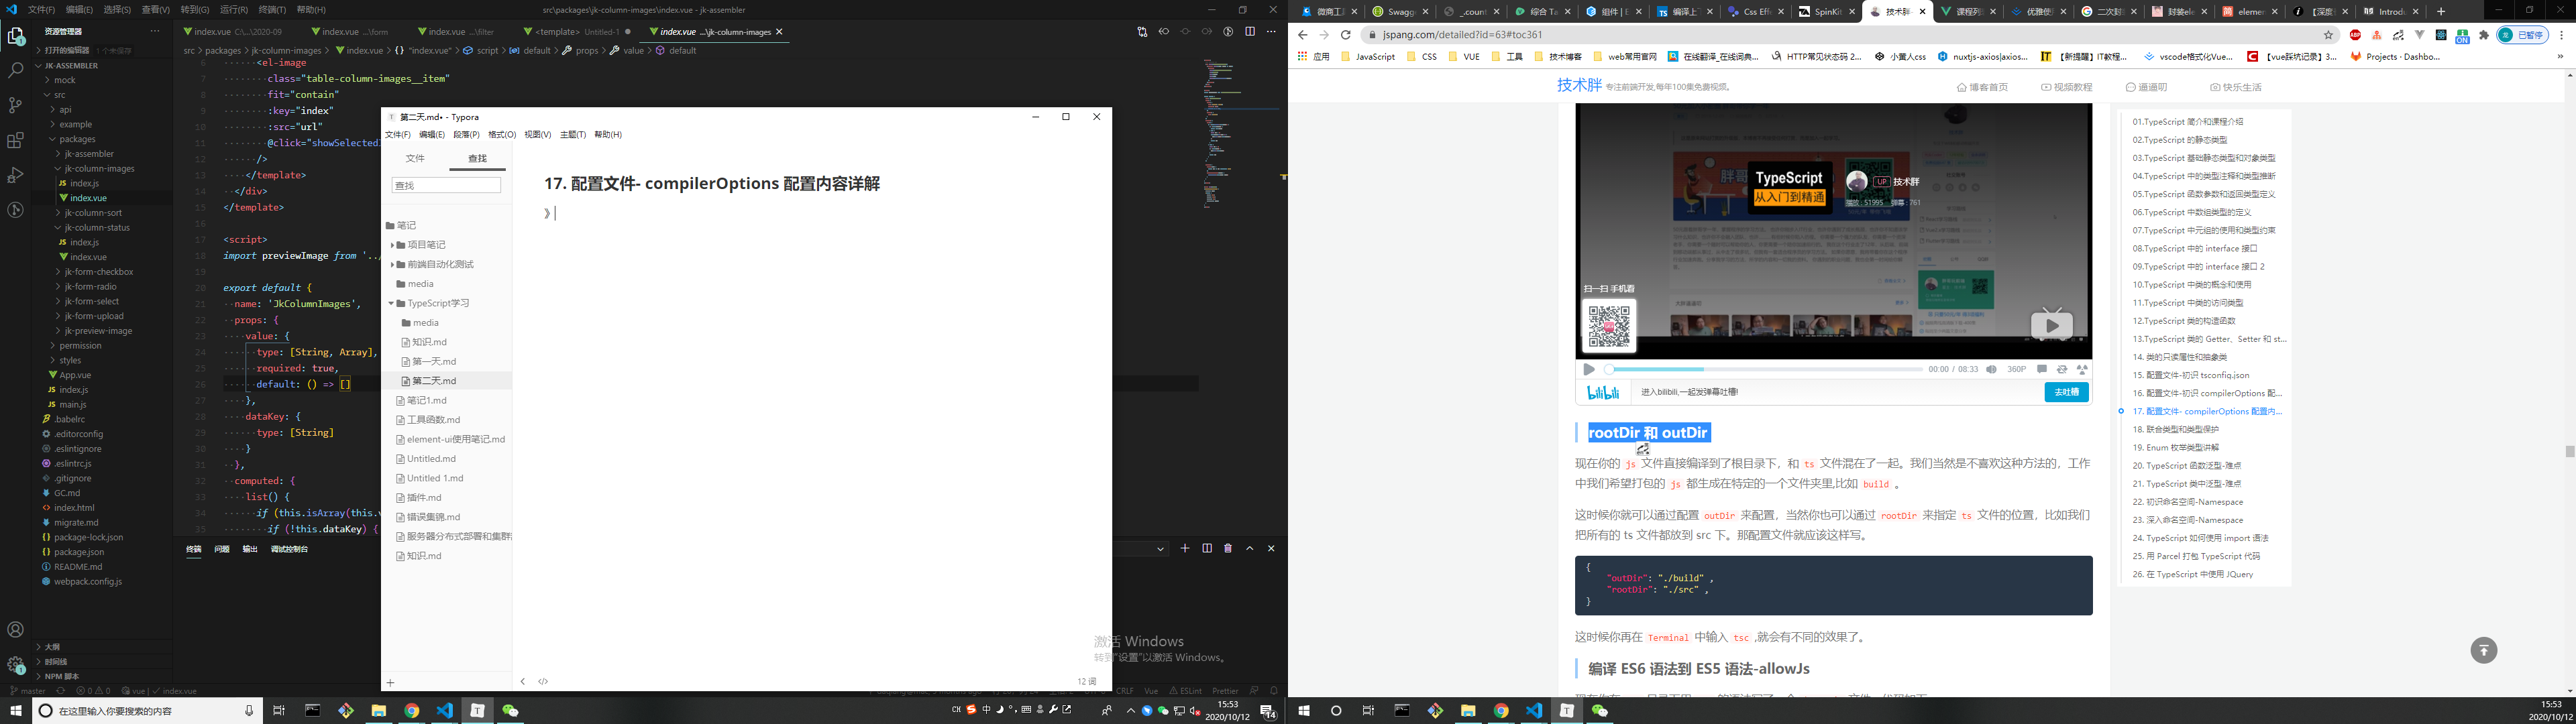 文件(F) 编辑(E) 选择(S) 查看(V) 转到(G) 运行(R) 终端(T) 帮助(H)
src\packages\jk-column-images\index.vue - jk-assembler
资源管理器
打开的编辑器 1 个未保存
JK-ASSEMBLER
mock
src
api
example
packages
jk-assembler
jk-column-images
index.js
index.vue
jk-column-sort
jk-column-status
index.js
index.vue
jk-form-checkbox
jk-form-radio
jk-form-select
jk-form-upload
jk-preview-image
permission
styles
App.vue
index.js
main.js
.babelrc
.editorconfig
.eslintignore
.eslintrc.js
.gitignore
GC.md
index.html
migrate.md
package-lock.json
package.json
README.md
webpack.config.js
大纲
时间线
NPM 脚本
index.vue C:\...\2020-09
index.vue ...\form
index.vue ...\filter
<template> Untitled-1
index.vue ...\jk-column-images
src > packages > jk-column-images > index.vue > {} "index.vue" > script > default > props > value > default
6 <el-image
7 class="table-column-images__item"
8 fit="contain"
9 :key="index"
10 :src="url"
11
12 />
13 </template>
14 </div>
15 </template>
16
17 <script>
18 import previewImage from '../
19
20 export default {
21 name: 'JkColumnImages',
22 props: {
23 value: {
24 type: [String, Array],
25 required: true,
26 default: () => []
27 },
28 dataKey: {
29 type: [String]
30 }
31 },
32 computed: {
33 list() {
34 if (this.isArray(this.v
35 if (!this.dataKey) {
终端 问题 输出 调试控制台
第二天.md• - Typora
文件(F) 编辑(E) 段落(P) 格式(O) 视图(V) 主题(T) 帮助(H)
文件 查找
查找
笔记
项目笔记
前端自动化测试
media
TypeScript学习
media
知识.md
第一天.md
第二天.md
笔记1.md
工具函数.md
element-ui使用笔记.md
Untitled.md
Untitled 1.md
插件.md
错误集锦.md
服务器分布式部署和集群
知识.md
17. 配置文件- compilerOptions 配置内容详解
》
12 词
激活 Windows
转到"设置"以激活 Windows。
master 0 0 vue | index.vue
CRLF Vue ESLint Prettier
在这里输入你要搜索的内容
15:53
2020/10/12
jspang.com/detailed?id=63#toc361
已暂停
应用 JavaScript CSS VUE 工具 技术博客 web常用官网 在线翻译_在线词典... HTTP常见状态码 2... 小黄人css nuxtjs-axios|axios... 【新提醒】IT教程... vscode格式化Vue... 【vue踩坑记录】3... Projects · Dashbo...
技术胖 专注前端开发,每年100集免费视频。
博客首页 视频教程 逼逼叨 快乐生活
TypeScript
从入门到精通
UP 技术胖
播放 : 51995 弹幕 : 761
扫一扫 手机看
00:00 / 08:33 360P
bilibili 进入bilibili,一起发弹幕吐槽! 去吐槽
rootDir 和 outDir
现在你的 js 文件直接编译到了根目录下，和 ts 文件混在了一起。我们当然是不喜欢这种方法的，工作
中我们希望打包的 js 都生成在特定的一个文件夹里,比如 build 。
这时候你就可以通过配置 outDir 来配置，当然你也可以通过 rootDir 来指定 ts 文件的位置，比如我们
把所有的 ts 文件都放到 src 下。那配置文件就应该这样写。
{
"outDir": "./build" ,
"rootDir": "./src" ,
}
这时候你再在 Terminal 中输入 tsc ,就会有不同的效果了。
编译 ES6 语法到 ES5 语法-allowJs
01.TypeScript 简介和课程介绍
02.TypeScript 的静态类型
03.TypeScript 基础静态类型和对象类型
04.TypeScript 中的类型注释和类型推断
05.TypeScript 函数参数和返回类型定义
06.TypeScript 中数组类型的定义
07.TypeScript 中元组的使用和类型约束
08.TypeScript 中的 interface 接口
09.TypeScript 中的 interface 接口 2
10.TypeScript 中类的概念和使用
11.TypeScript 中类的访问类型
12.TypeScript 类的构造函数
13.TypeScript 类的 Getter、Setter 和 st...
14. 类的只读属性和抽象类
15. 配置文件-初识 tsconfig.json
16. 配置文件-初识 compilerOptions 配...
17. 配置文件- compilerOptions 配置内...
18. 联合类型和类型保护
19. Enum 枚举类型讲解
20. TypeScript 函数泛型-难点
21. TypeScript 类中泛型-难点
22. 初识命名空间-Namespace
23. 深入命名空间-Namespace
24. TypeScript 如何使用 import 语法
25. 用 Parcel 打包 TypeScript 代码
26. 在 TypeScript 中使用 JQuery
15:53
2020/10/12